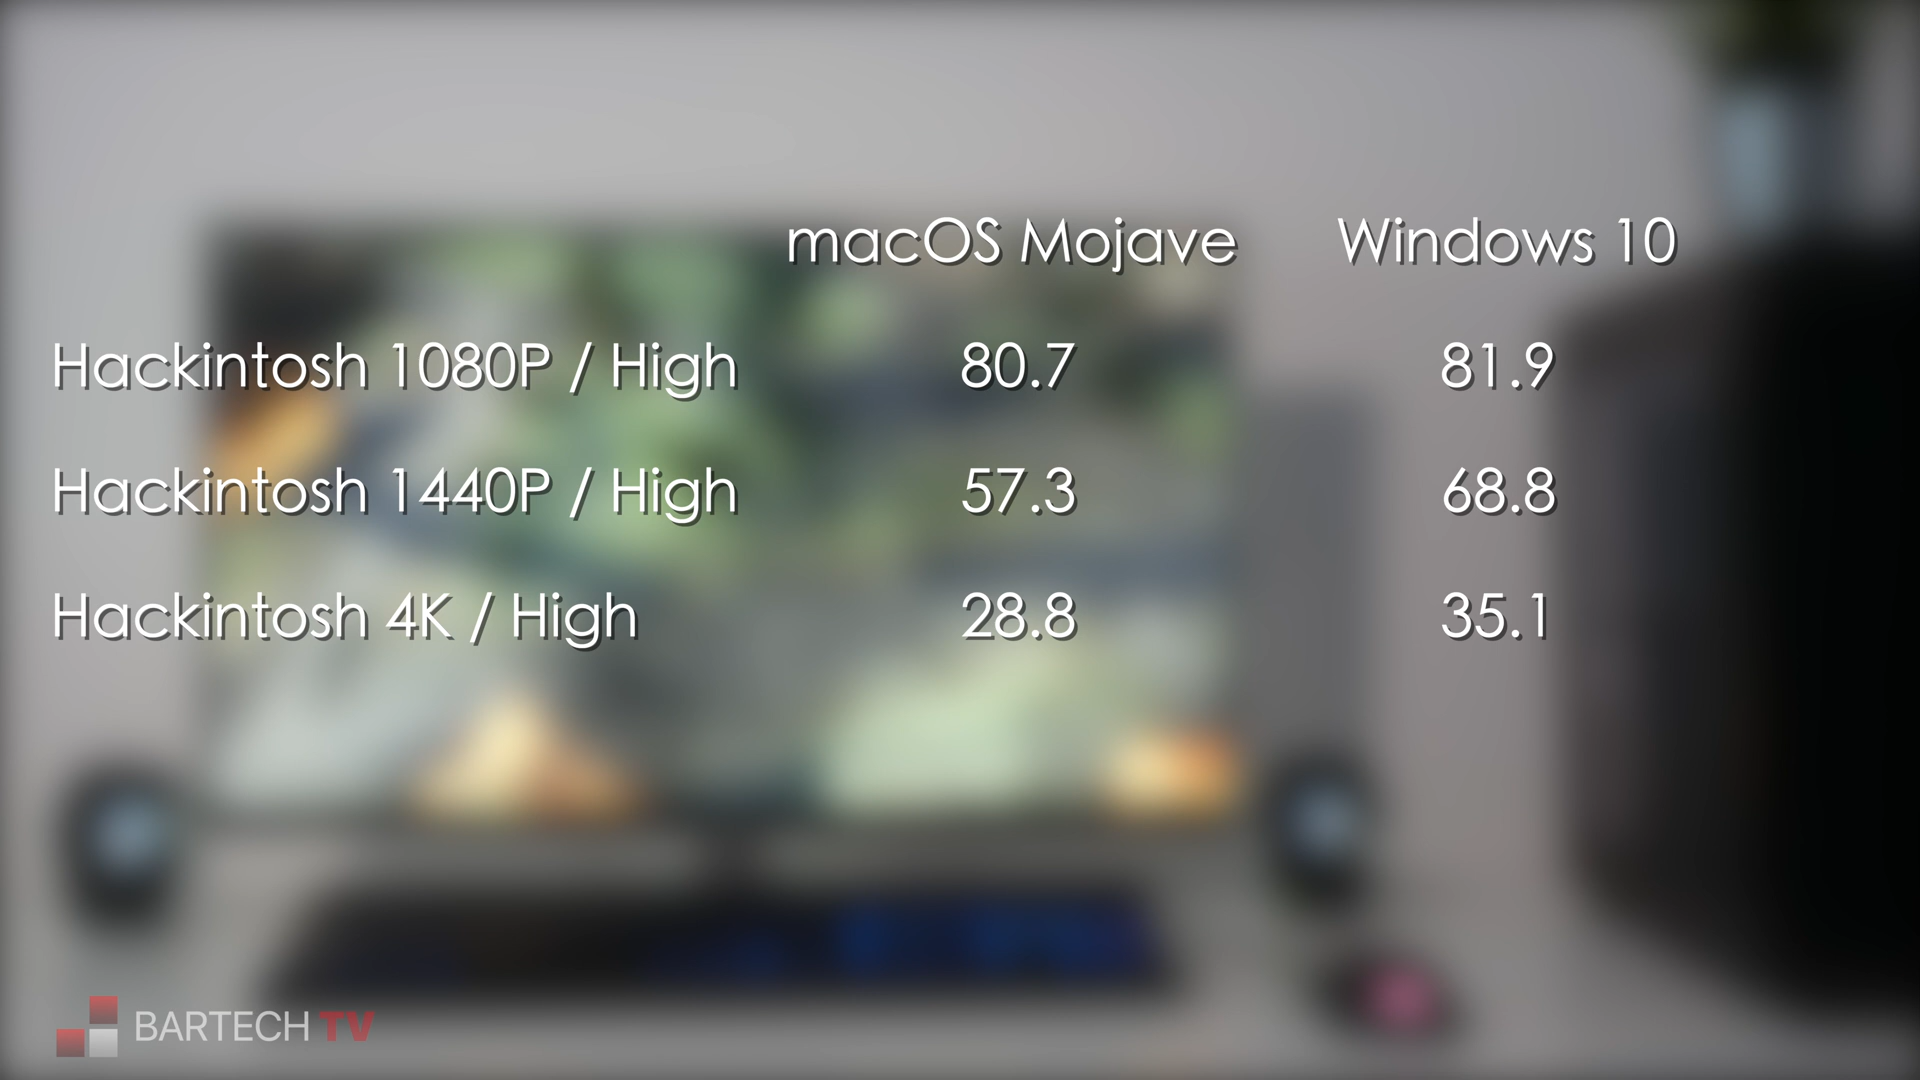 macOS Mojave Windows 10
Hackintosh 1080P / High 80.7 81.9
Hackintosh 1440P / High 57.3 68.8
Hackintosh 4K / High 28.8 35.1
BARTECH TV